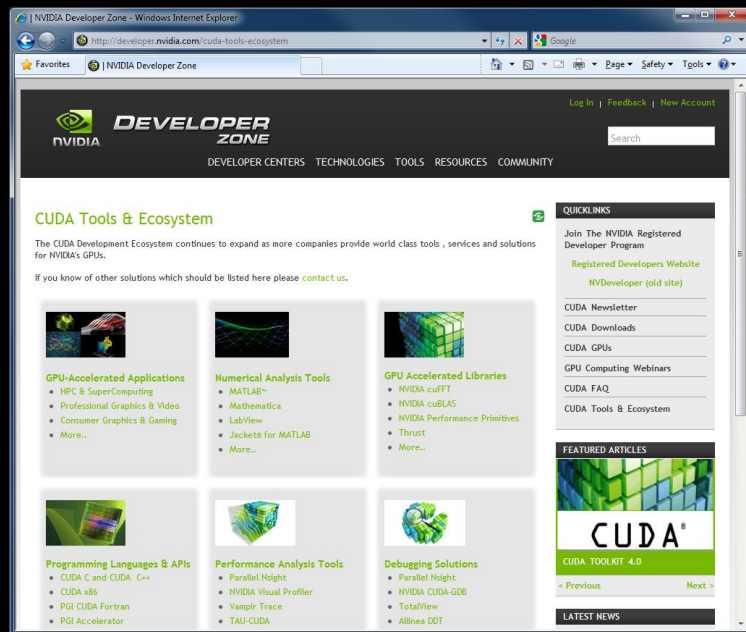 | NVIDIA Developer Zone - Windows Internet Explorer
http://developer.nvidia.com/cuda-tools-ecosystem
Google
Favorites
| NVIDIA Developer Zone
Page
Safety
Tools
Log In | Feedback | New Account
NVIDIA.
DEVELOPER
ZONE
Search
DEVELOPER CENTERS TECHNOLOGIES TOOLS RESOURCES COMMUNITY
CUDA Tools & Ecosystem
The CUDA Development Ecosystem continues to expand as more companies provide world class tools , services and solutions
for NVIDIA's GPUs.
If you know of other solutions which should be listed here please contact us.
GPU-Accelerated Applications
HPC & SuperComputing
Professional Graphics & Video
Consumer Graphics & Gaming
More..
Numerical Analysis Tools
MATLAB™
Mathematica
LabView
Jacket® for MATLAB
More..
GPU Accelerated Libraries
NVIDIA cuFFT
NVIDIA cuBLAS
NVIDIA Performance Primitives
Thrust
More..
Programming Languages & APIs
CUDA C and CUDA C++
CUDA x86
PGI CUDA Fortran
PGI Accelerator
Performance Analysis Tools
Parallel Nsight
NVIDIA Visual Profiler
Vampir Trace
TAU-CUDA
Debugging Solutions
Parallel Nsight
NVIDIA CUDA-GDB
TotalView
Allinea DDT
QUICKLINKS
Join The NVIDIA Registered
Developer Program
Registered Developers Website
NVDeveloper (old site)
CUDA Newsletter
CUDA Downloads
CUDA GPUs
GPU Computing Webinars
CUDA FAQ
CUDA Tools & Ecosystem
FEATURED ARTICLES
CUDA®
CUDA TOOLKIT 4.0
< Previous
Next >
LATEST NEWS